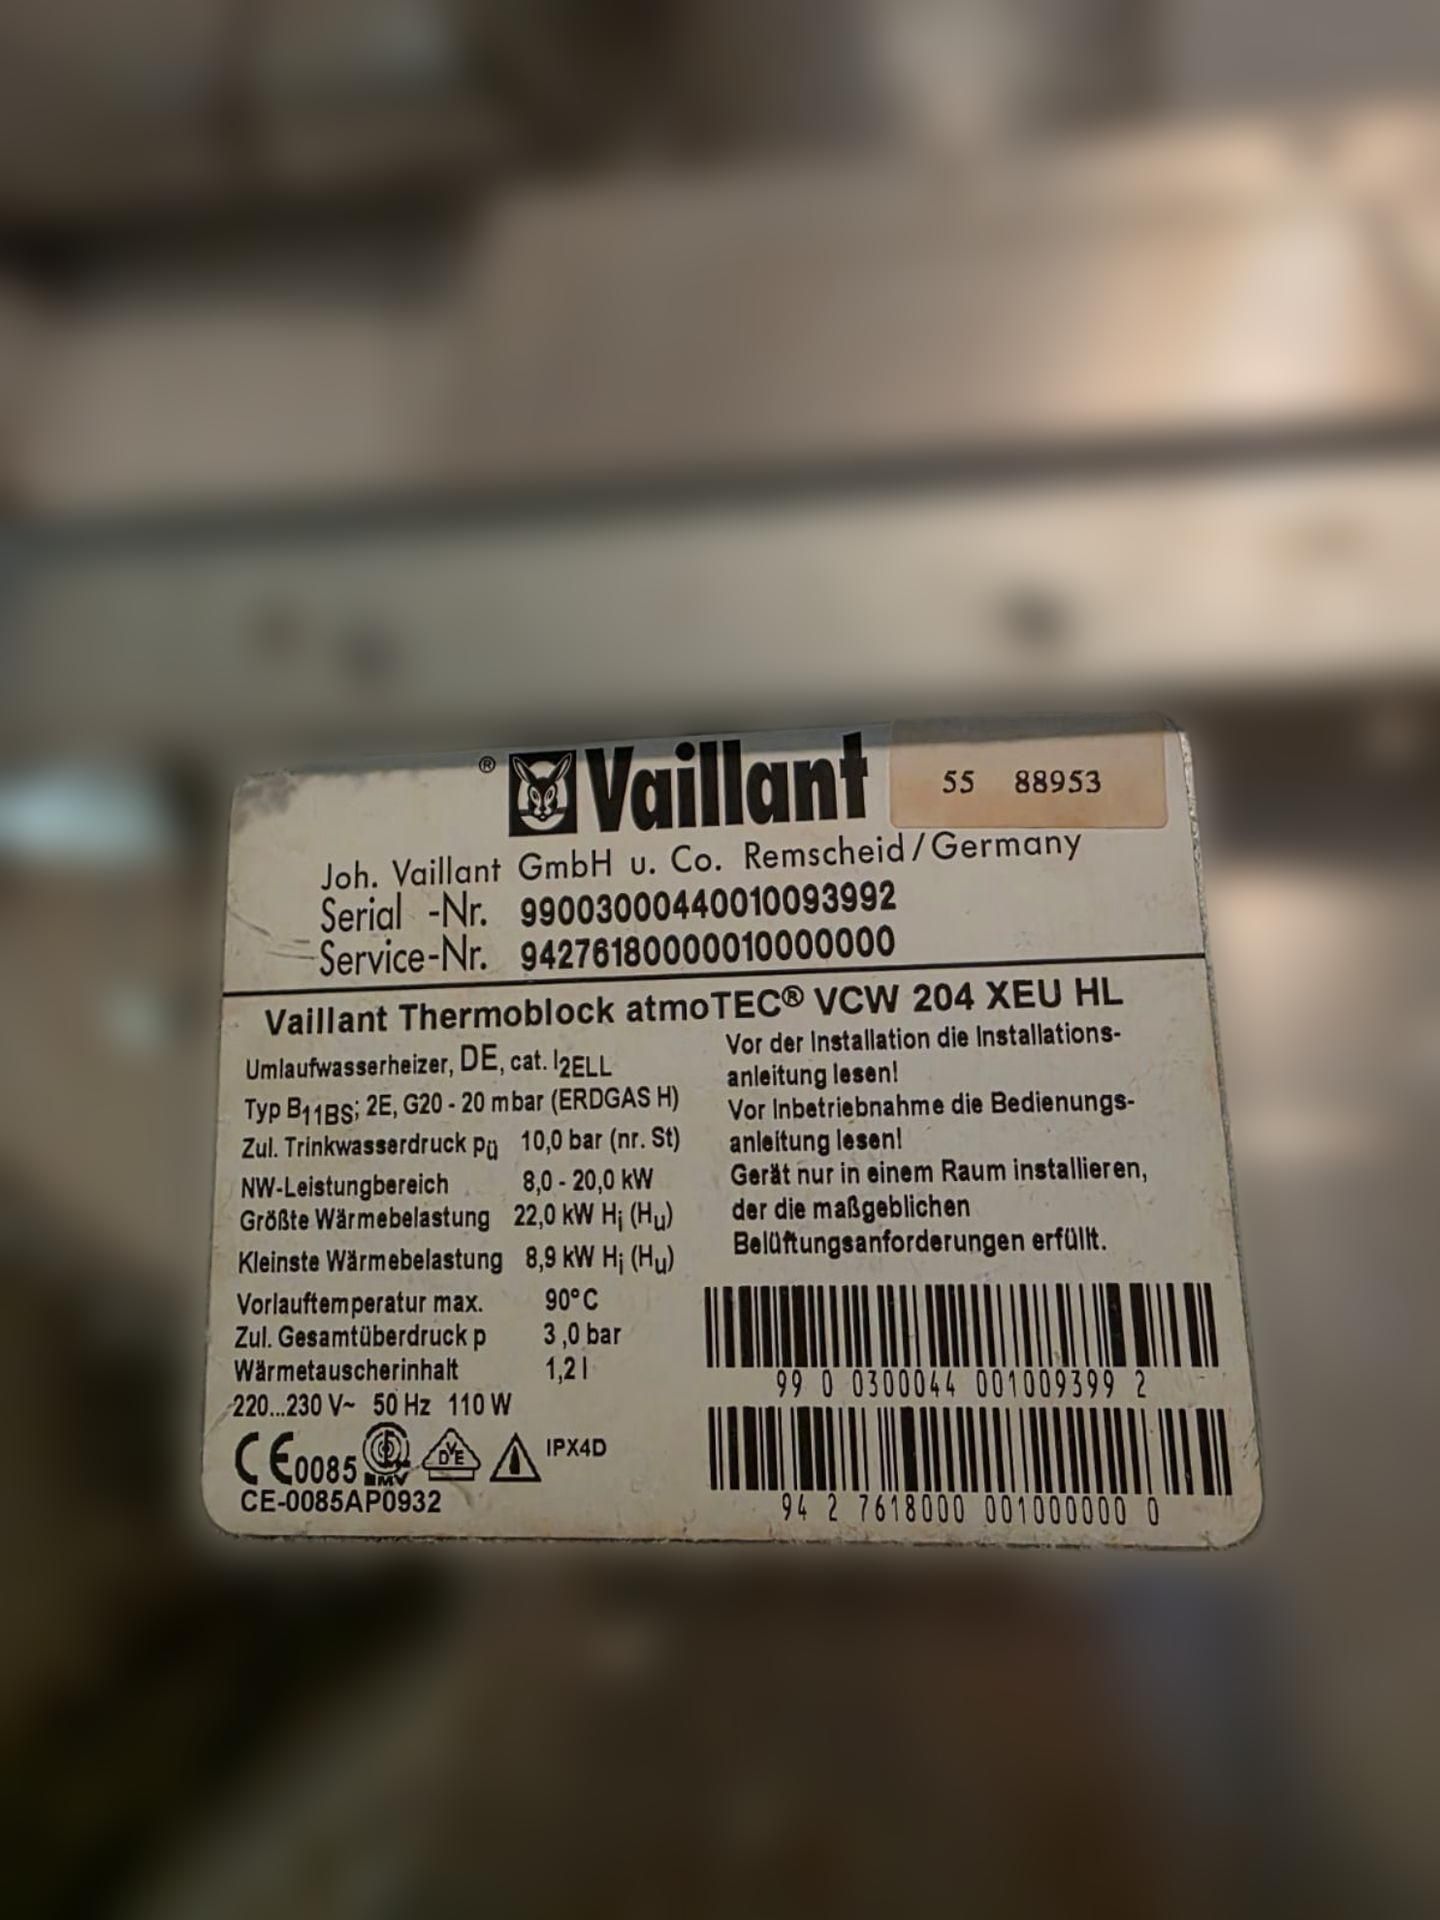 ® Vaillant 55 88953
Joh. Vaillant GmbH u. Co. Remscheid/Germany
Serial -Nr. 99003000440010093992
Service-Nr. 94276180000010000000
Vaillant Thermoblock atmoTEC® VCW 204 XEU HL
Umlaufwasserheizer, DE, cat. I2ELL
Typ B11BS; 2E, G20 - 20 mbar (ERDGAS H)
Zul. Trinkwasserdruck pü 10,0 bar (nr. St)
NW-Leistungbereich 8,0 - 20,0 kW
Größte Wärmebelastung 22,0 kW Hi (Hu)
Kleinste Wärmebelastung 8,9 kW Hi (Hu)
Vorlauftemperatur max. 90°C
Zul. Gesamtüberdruck p 3,0 bar
Wärmetauscherinhalt 1,2 l
220...230 V~ 50 Hz 110 W
CE0085 DVE IPX4D
CE-0085AP0932
Vor der Installation die Installations-
anleitung lesen!
Vor Inbetriebnahme die Bedienungs-
anleitung lesen!
Gerät nur in einem Raum installieren,
der die maßgeblichen
Belüftungsanforderungen erfüllt.
99 0 0300044 001009399 2
94 2 7618000 001000000 0